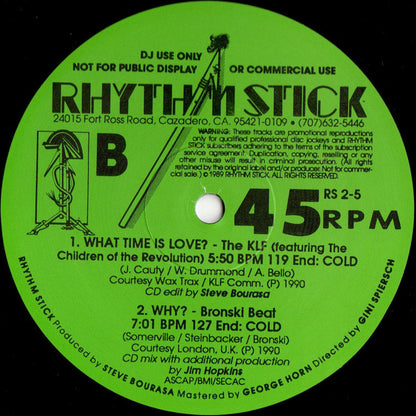 DJ USE ONLY
NOT FOR PUBLIC DISPLAY OR COMMERCIAL USE
RHYTHM STICK
24015 Fort Ross Road, Cazadero, CA. 95421-0109 • (707)632-5446
WARNING: These tracks are promotional reproductions
only for qualified professional disc jockeys and RHYTHM
STICK subscribers adhering to the terms of the subscription
service agreement. Duplication, copying, reselling or any
other misuse will result in criminal prosecution. (All rights
retained by the original label and/or producer. Not for commer-
cial sale.) © 1989 RHYTHM STICK. ALL RIGHTS RESERVED.
B
RS 2-5
45 RPM
1. WHAT TIME IS LOVE? - The KLF (featuring The
Children of the Revolution) 5:50 BPM 119 End: COLD
(J. Cauty / W. Drummond / A. Bello)
Courtesy Wax Trax / KLF Comm. (P) 1990
CD edit by Steve Bourasa
2. WHY? - Bronski Beat
7:01 BPM 127 End: COLD
(Somerville / Steinbacker / Bronski)
Courtesy London, U.K. (P) 1990
CD mix with additional production
by Jim Hopkins
ASCAP/BMI/SECAC
RHYTHM STICK Produced by STEVE BOURASA • Mastered by GEORGE HORN Directed by GINI SPIERSCH